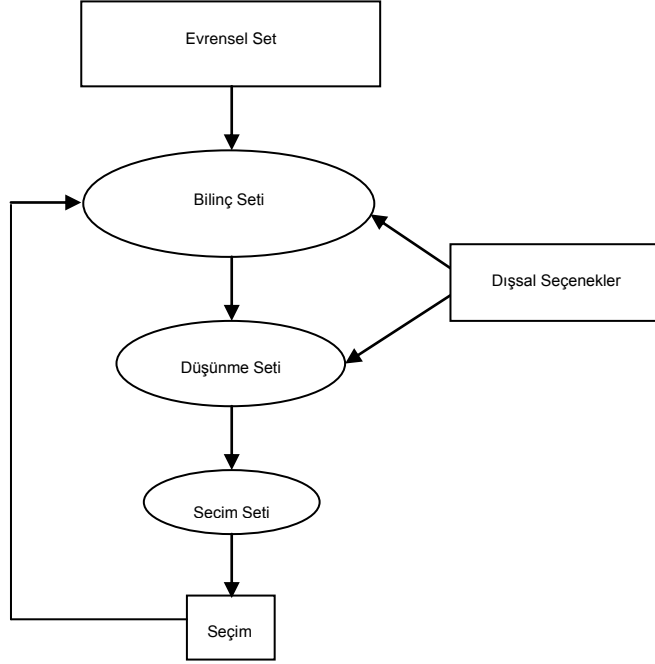 Evrensel Set
Bilinç Seti
Dışsal Seçenekler
Düşünme Seti
Secim Seti
Seçim